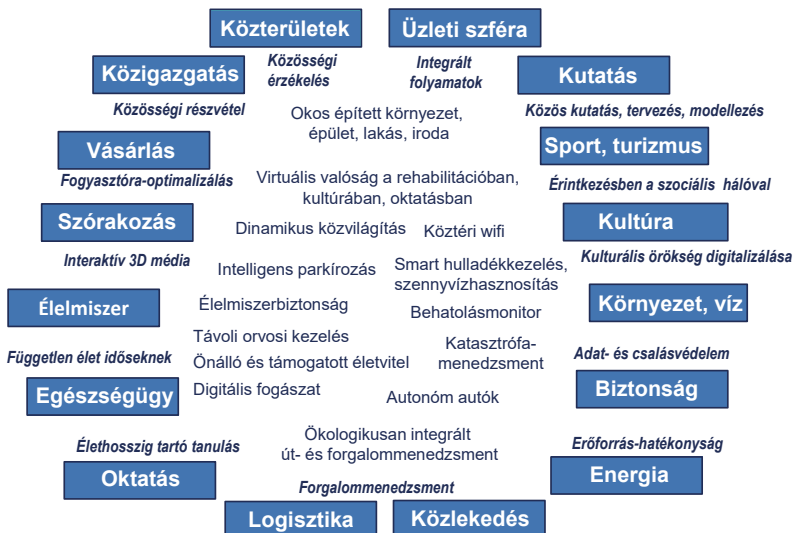 Közterületek
Üzleti szféra
Közigazgatás
Közösségi
érzékelés
Integrált
folyamatok
Kutatás
Közösségi részvétel
Okos épített környezet,
épület, lakás, iroda
Közös kutatás, tervezés, modellezés
Vásárlás
Sport, turizmus
Fogyasztóra-optimalizálás
Virtuális valóság a rehabilitációban,
kultúrában, oktatásban
Érintkezésben a szociális hálóval
Szórakozás
Dinamikus közvilágítás
Köztéri wifi
Kultúra
Interaktív 3D média
Intelligens parkírozás
Smart hulladékkezelés,
szennyvízhasznosítás
Kulturális örökség digitalizálása
Élelmiszer
Élelmiszerbiztonság
Behatolásmonitor
Környezet, víz
Távoli orvosi kezelés
Katasztrófa-
menedzsment
Független élet időseknek
Önálló és támogatott életvitel
Adat- és csalásvédelem
Egészségügy
Digitális fogászat
Autonóm autók
Biztonság
Ökologikusan integrált
út- és forgalommenedzsment
Élethosszig tartó tanulás
Erőforrás-hatékonyság
Oktatás
Forgalommenedzsment
Energia
Logisztika
Közlekedés